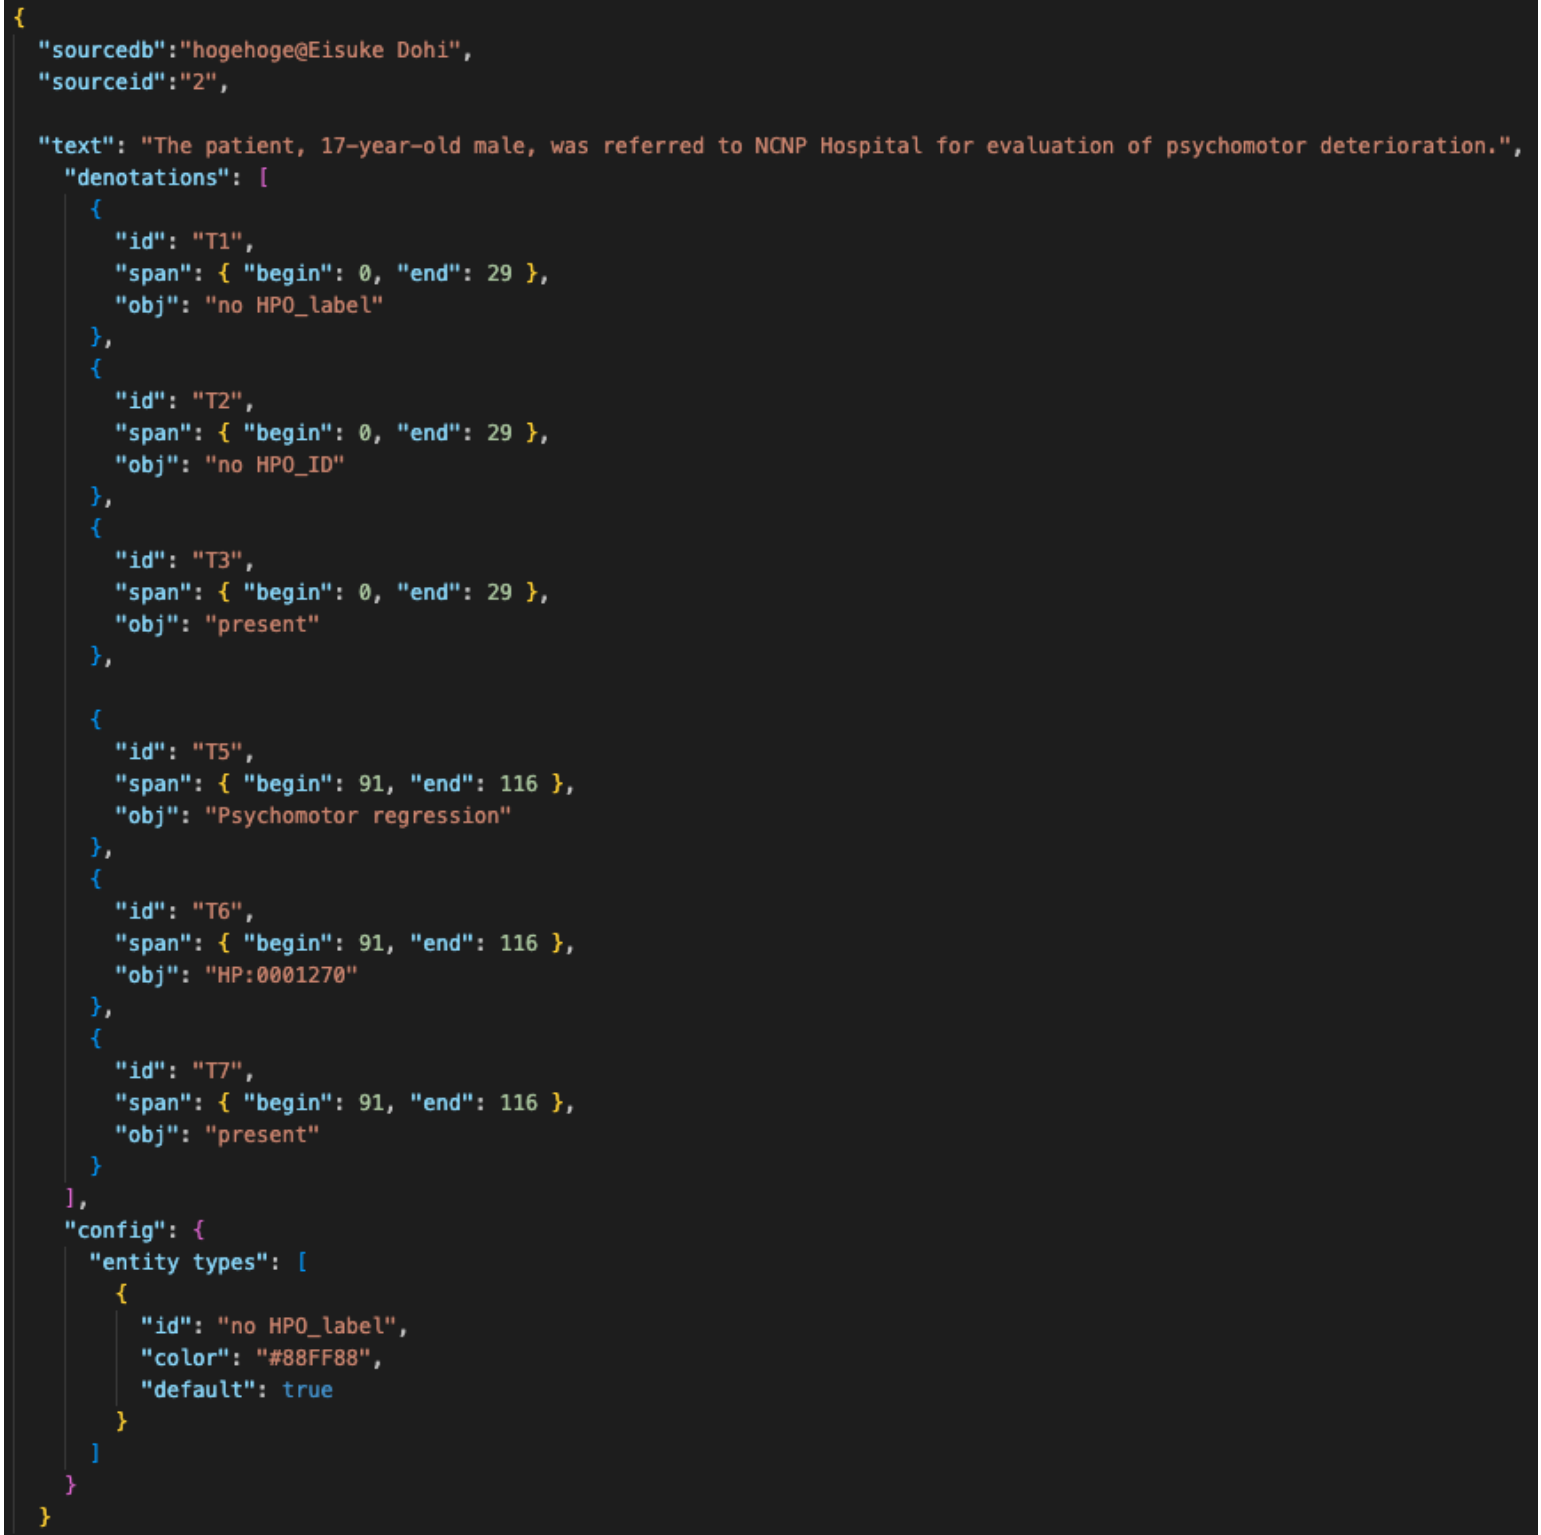 {
"sourcedb":"hogehoge@Eisuke Dohi",
"sourceid":"2",
"text": "The patient, 17-year-old male, was referred to NCNP Hospital for evaluation of psychomotor deterioration.",
"denotations": [
{
"id": "T1",
"span": { "begin": 0, "end": 29 },
"obj": "no HPO_label"
},
{
"id": "T2",
"span": { "begin": 0, "end": 29 },
"obj": "no HPO_ID"
},
{
"id": "T3",
"span": { "begin": 0, "end": 29 },
"obj": "present"
},
{
"id": "T5",
"span": { "begin": 91, "end": 116 },
"obj": "Psychomotor regression"
},
{
"id": "T6",
"span": { "begin": 91, "end": 116 },
"obj": "HP:0001270"
},
{
"id": "T7",
"span": { "begin": 91, "end": 116 },
"obj": "present"
}
],
"config": {
"entity types": [
{
"id": "no HPO_label",
"color": "#88FF88",
"default": true
}
]
}
}